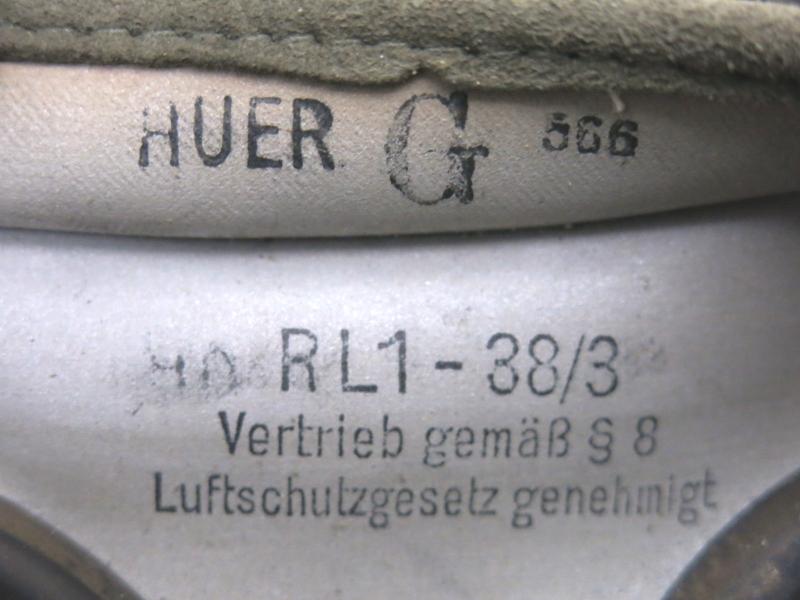 HUER G 566
RL1-38/3
Vertrieb gemäß § 8
Luftschutzgesetz genehmigt